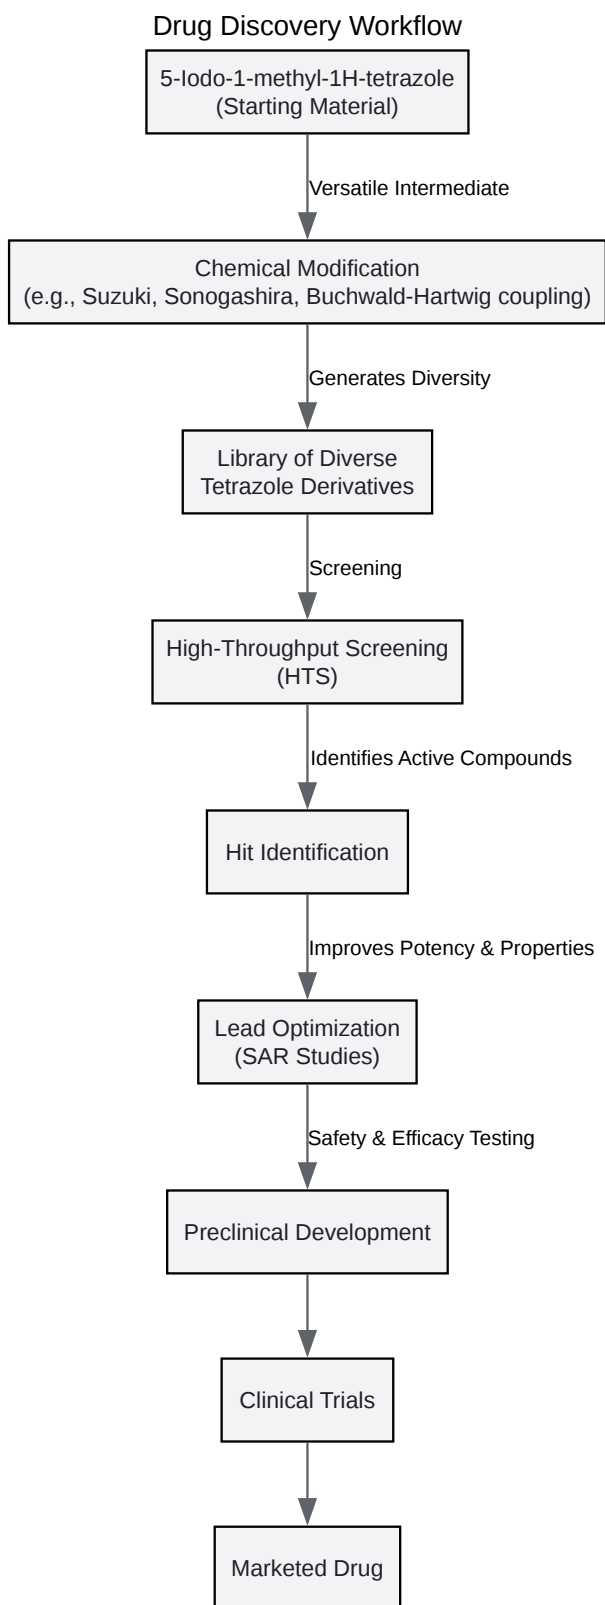 Drug Discovery Workflow
5-Iodo-1-methyl-1H-tetrazole
(Starting Material)
Versatile Intermediate
Chemical Modification
(e.g., Suzuki, Sonogashira, Buchwald-Hartwig coupling)
Generates Diversity
Library of Diverse
Tetrazole Derivatives
Screening
High-Throughput Screening
(HTS)
Identifies Active Compounds
Hit Identification
Improves Potency & Properties
Lead Optimization
(SAR Studies)
Safety & Efficacy Testing
Preclinical Development
Clinical Trials
Marketed Drug